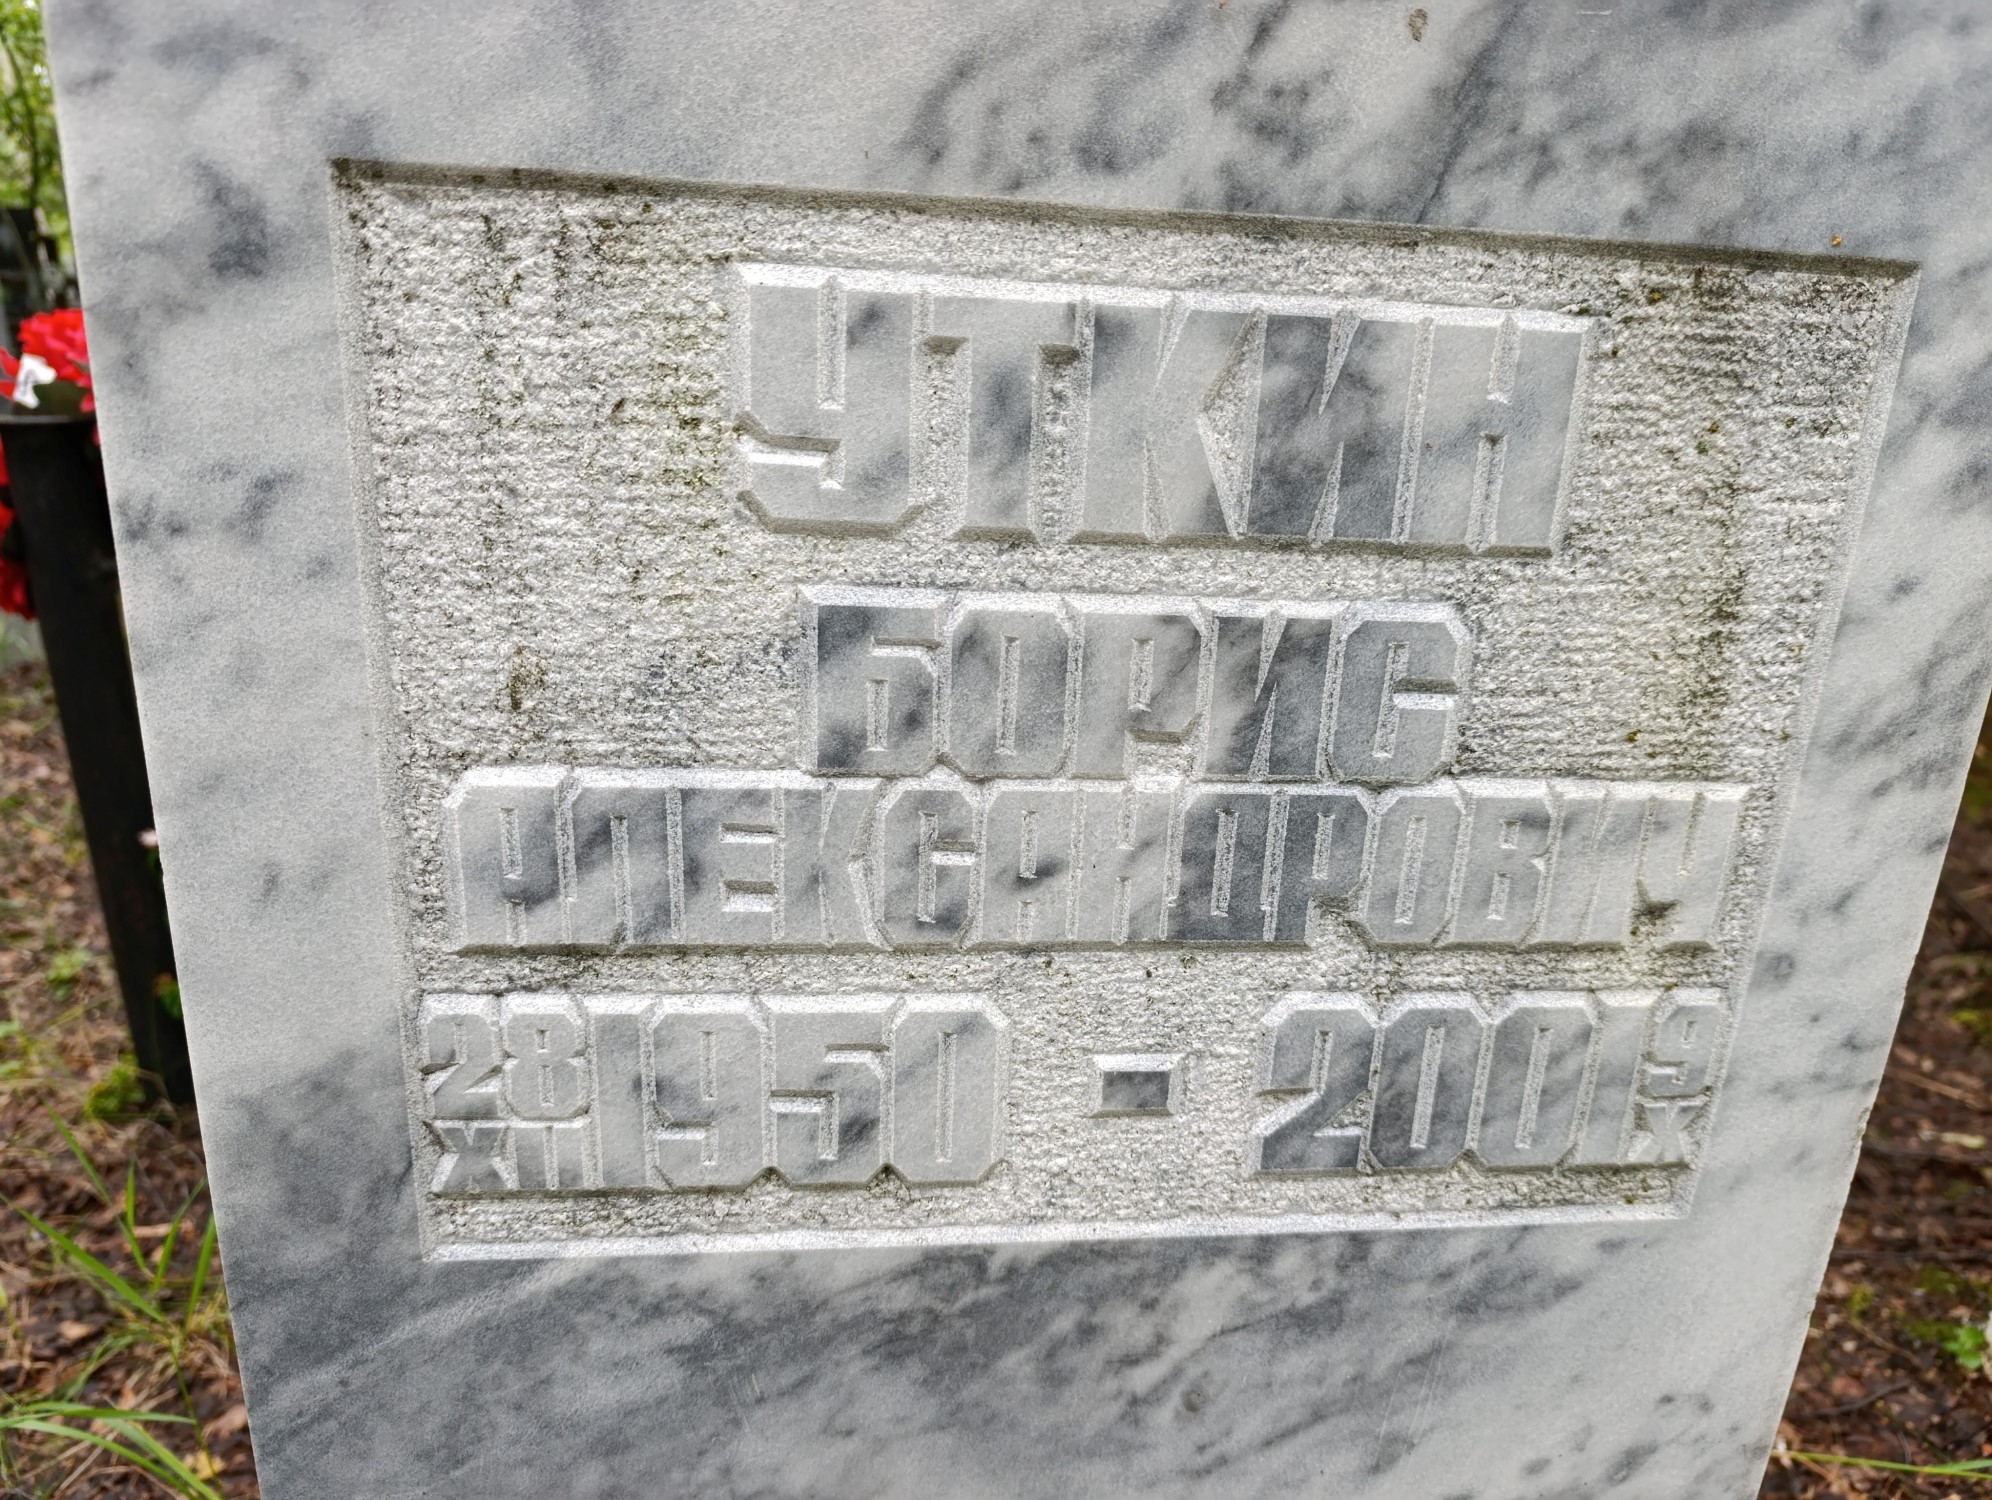 УТКИН
БОРИС
АЛЕКСАНДРОВИЧ
28 XII 1950 - 2001 9 X